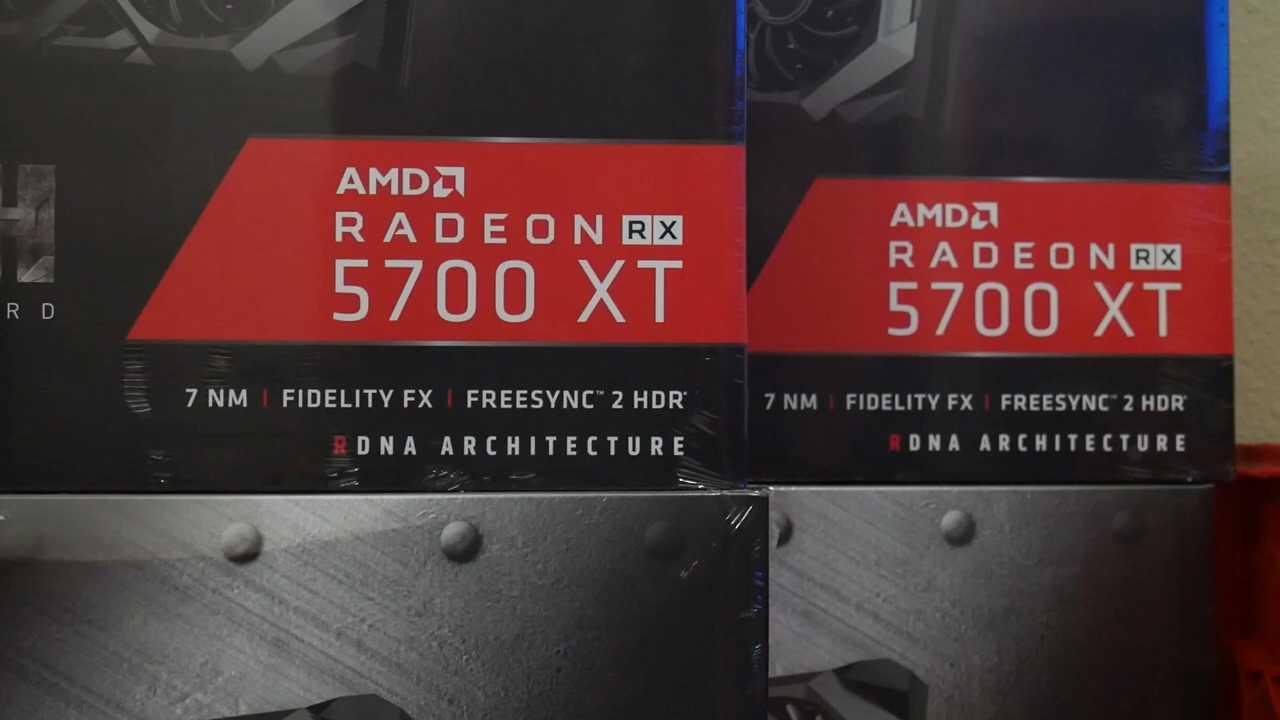 AMD
RADEON RX
5700 XT
7 NM | FIDELITY FX | FREESYNC™ 2 HDR
RDNA ARCHITECTURE
AMD
RADEON RX
5700 XT
7 NM | FIDELITY FX | FREESYNC™ 2 HDR
RDNA ARCHITECTURE